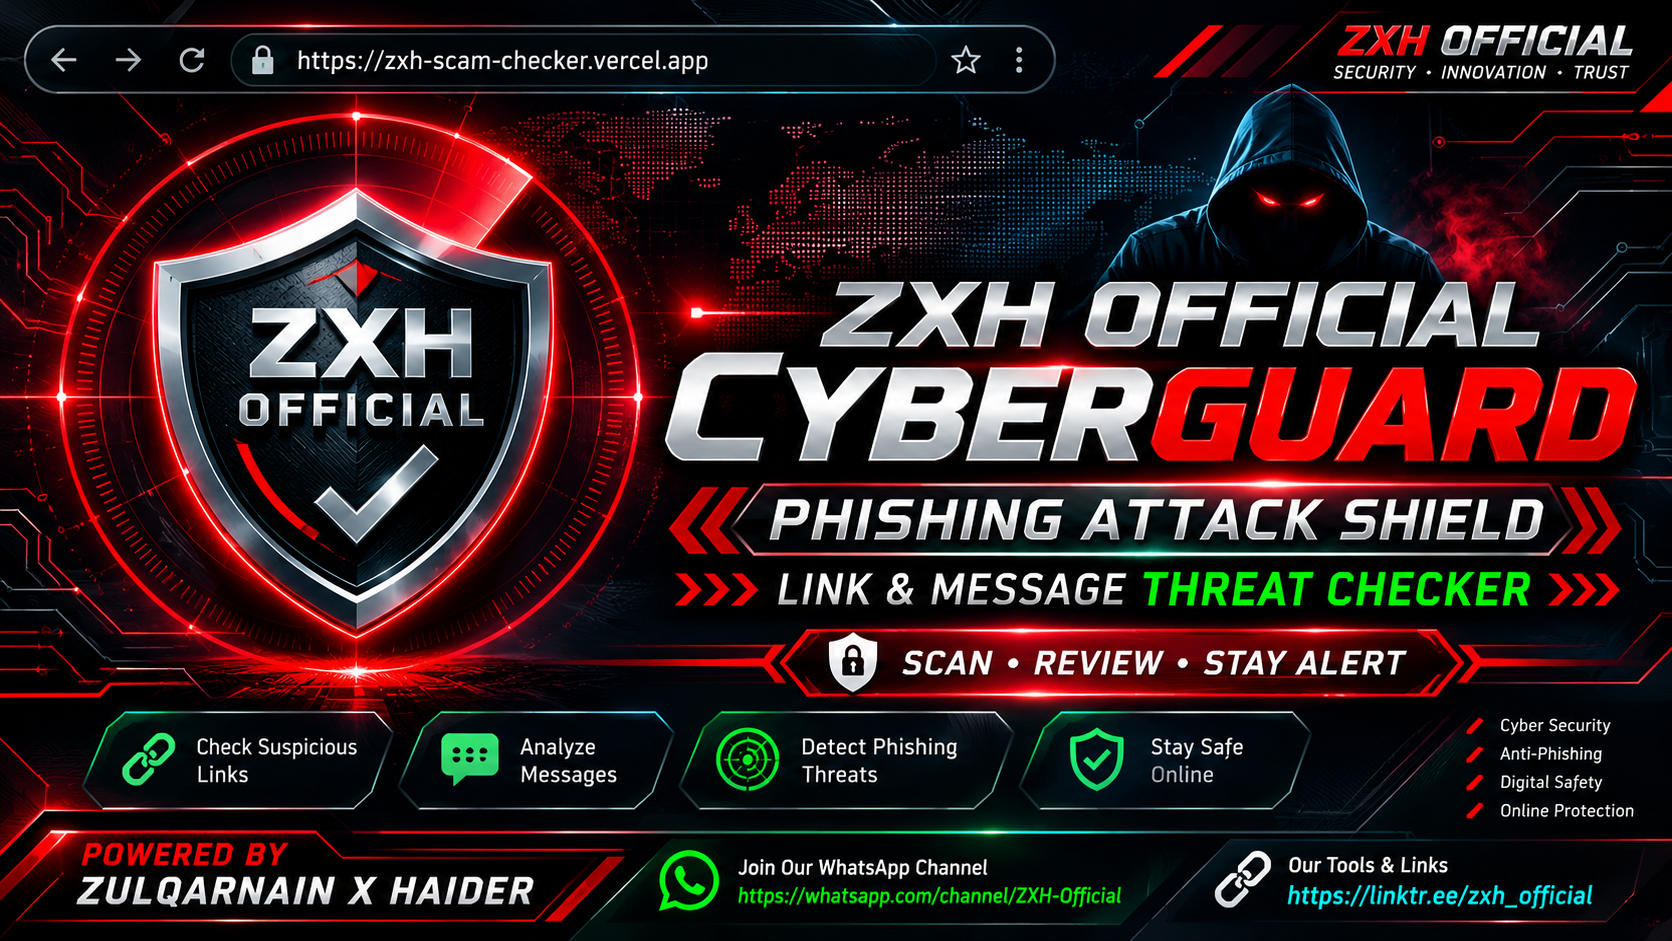 https://zxh-scam-checker.vercel.app
ZXH OFFICIAL
SECURITY • INNOVATION • TRUST
ZXH
OFFICIAL
ZXH OFFICIAL
CYBERGUARD
PHISHING ATTACK SHIELD
LINK & MESSAGE THREAT CHECKER
SCAN • REVIEW • STAY ALERT
Check Suspicious
Links
Analyze
Messages
Detect Phishing
Threats
Stay Safe
Online
Cyber Security
Anti-Phishing
Digital Safety
Online Protection
POWERED BY
ZULQARNAIN X HAIDER
Join Our WhatsApp Channel
https://whatsapp.com/channel/ZXH-Official
Our Tools & Links
https://linktr.ee/zxh_official